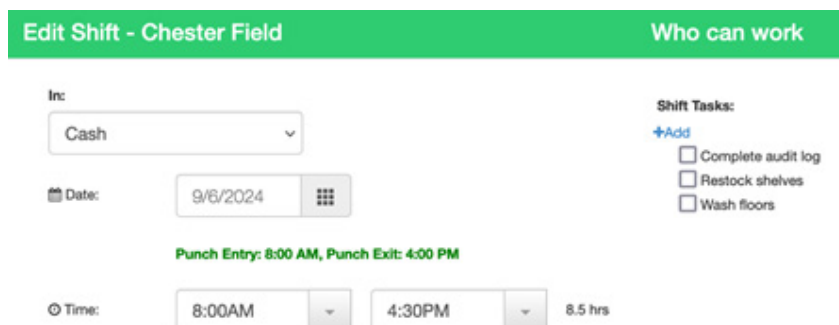 Edit Shift - Chester Field
Who can work
In:
Cash
Shift Tasks:
+Add
Complete audit log
Restock shelves
Wash floors
Date:
9/6/2024
Punch Entry: 8:00 AM, Punch Exit: 4:00 PM
Time:
8:00AM
4:30PM
8.5 hrs